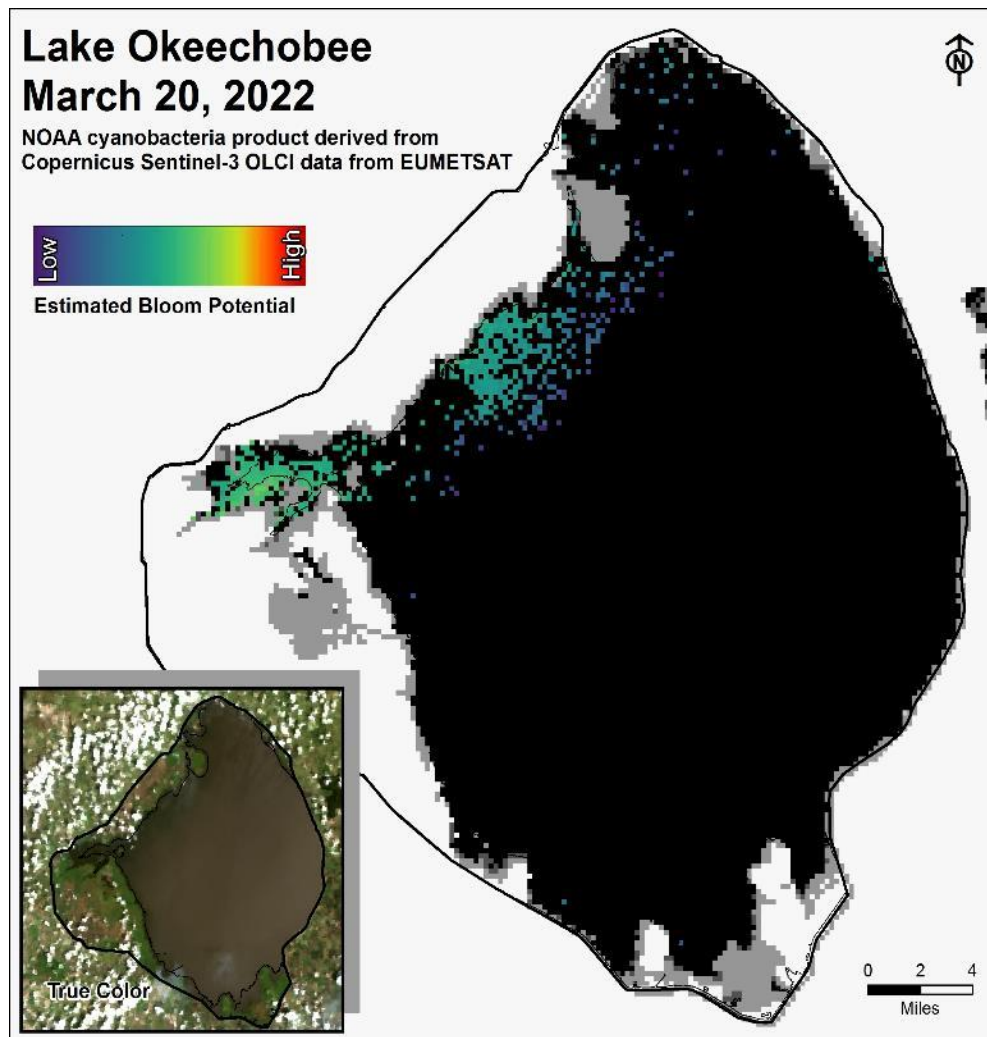 Lake Okeechobee
March 20, 2022
NOAA cyanobacteria product derived from
Copernicus Sentinel-3 OLCI data from EUMETSAT
N
Low
High
Estimated Bloom Potential
True Color
0 2 4
Miles